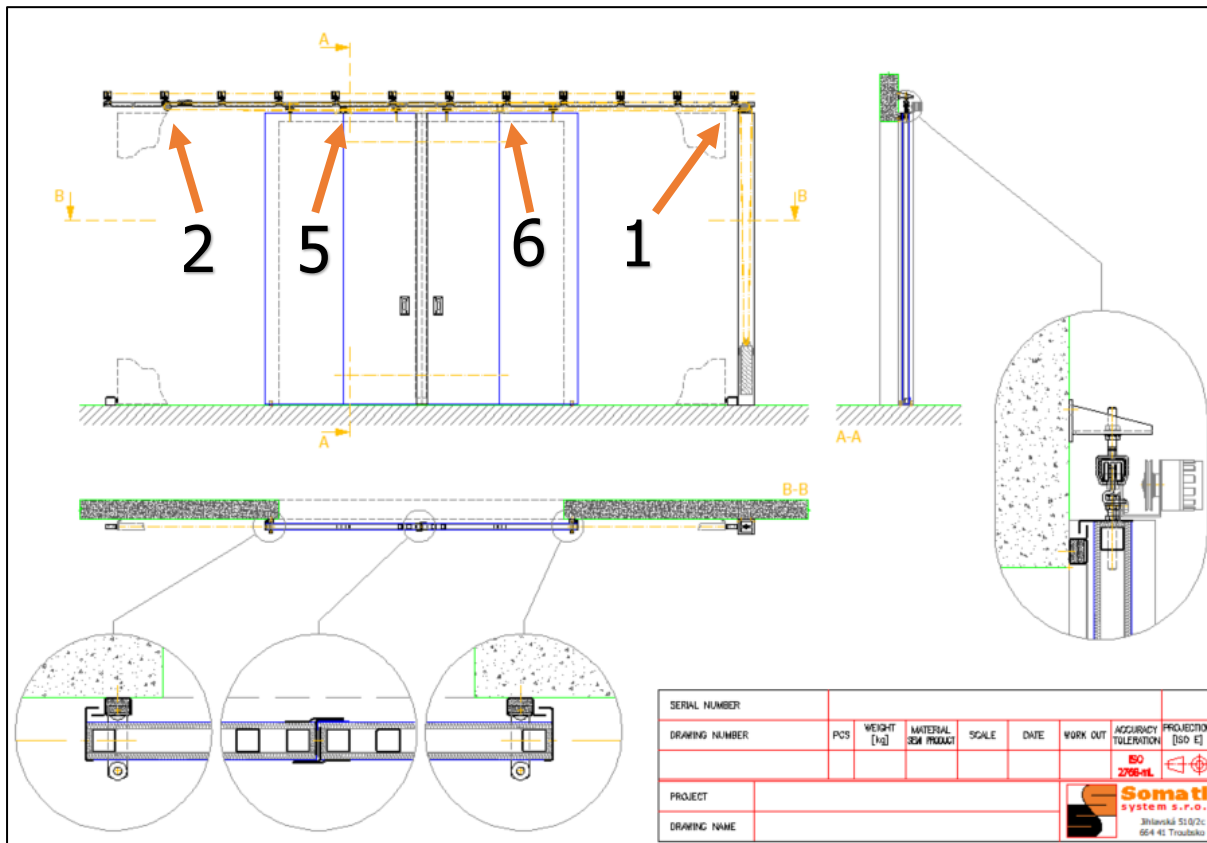 A
B
B
2
5
6
1
A
A-A
B-B
SERIAL NUMBER
DRAWING NUMBER
PCS
WEIGHT [kg]
MATERIAL
SEMI PRODUCT
SCALE
DATE
WORK OUT
ACCURACY
TOLERATION
PROJECTION
[ISO E]
ISO
2768-mL
PROJECT
DRAWING NAME
Somati
system s.r.o.
Jihlavská 510/2c
664 41 Troubsko